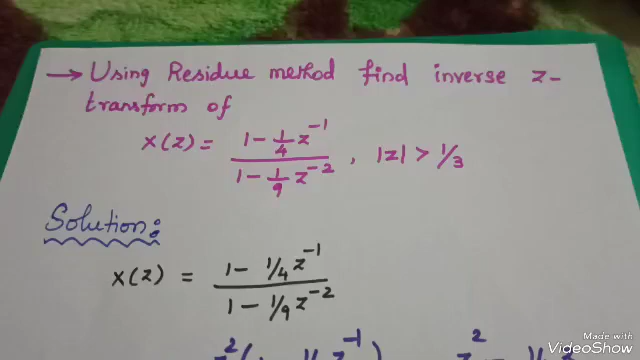 → Using Residue method find inverse z-
transform of
X(z) = (1 - 1/4 z^-1) / (1 - 1/9 z^-2) , |z| > 1/3
Solution:
X(z) = (1 - 1/4 z^-1) / (1 - 1/9 z^-2)
Made with
VideoShow